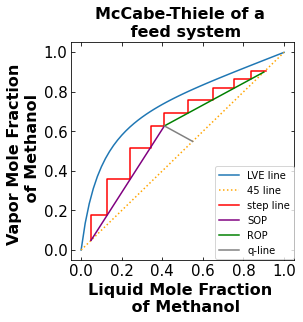 McCabe-Thiele of a
feed system
Vapor Mole Fraction
of Methanol
1.0
0.8
0.6
0.4
0.2
0.0
0.0 0.2 0.4 0.6 0.8 1.0
Liquid Mole Fraction
of Methanol
LVE line
45 line
step line
SOP
ROP
q-line